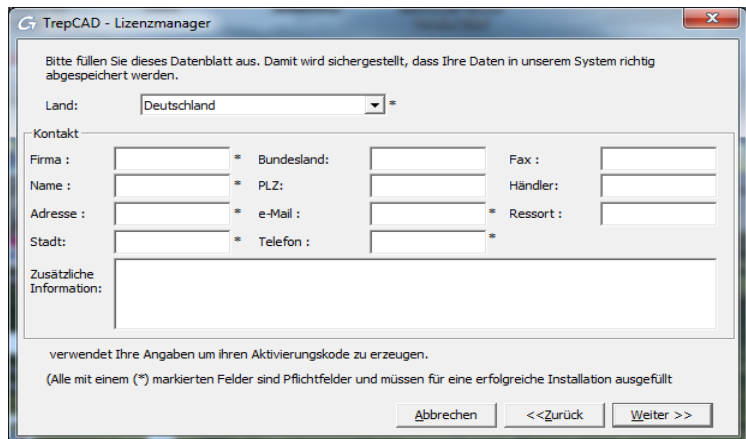 TrepCAD - Lizenzmanager
Bitte füllen Sie dieses Datenblatt aus. Damit wird sichergestellt, dass Ihre Daten in unserem System richtig
abgespeichert werden.
Land: Deutschland *
Kontakt
Firma : * Bundesland: Fax :
Name : * PLZ: Händler:
Adresse : * e-Mail : * Ressort :
Stadt: * Telefon : *
Zusätzliche
Information:
verwendet Ihre Angaben um ihren Aktivierungskode zu erzeugen.
(Alle mit einem (*) markierten Felder sind Pflichtfelder und müssen für eine erfolgreiche Installation ausgefüllt
Abbrechen <<Zurück Weiter >>